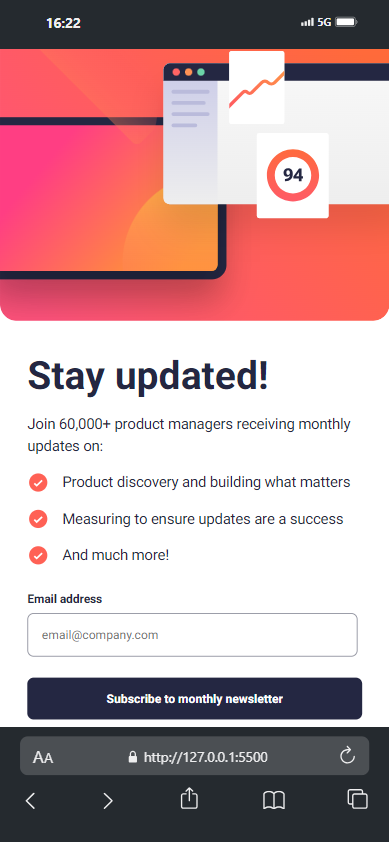 16:22
5G
94
Stay updated!
Join 60,000+ product managers receiving monthly
updates on:
Product discovery and building what matters
Measuring to ensure updates are a success
And much more!
Email address
email@company.com
Subscribe to monthly newsletter
AA
http://127.0.0.1:5500